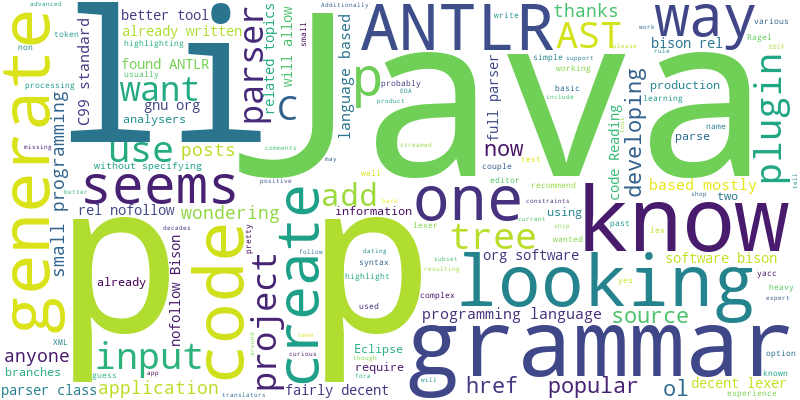 li
java
p p
grammar
know
looking
ANTLR
way
AST
generate
seems
one
create
code
input
tree
use
want
parser
p
c
plugin
add
project
developing
source
now
popular
href
ol
application
anyone
posts
wondering
better tool
already written
highlighting
found ANTLR
gnu org
analysers
without specifying
C99 standard
small programming
token
processing
advanced
non
usually
missing
related topics
will allow
thanks
Additionally
small
write
language based
probably
simple
support
working
EDA
product
basic
include
full parser
couple
streamed
comments
may
well
text
editor
recommend
positive
constraints
information
lexer
using
current
ship
past
wanted
lex
work
please
rule
various
bison rel
Ragel
production
learning
parse
name
code Reading
based mostly
two
shop
tell
rel nofollow
nofollow Bison
decades
better
pretty
follow
dating
syntax
highlight
already
used
complex
org software
software bison
subset
resulting
yes
yacc
heavy
expert
programming language
option
known
experience
decent lexer
Eclipse
require
fora
though
curious
XML
branches
guess
app
parser class
translators
fairly decent
around
seen
will